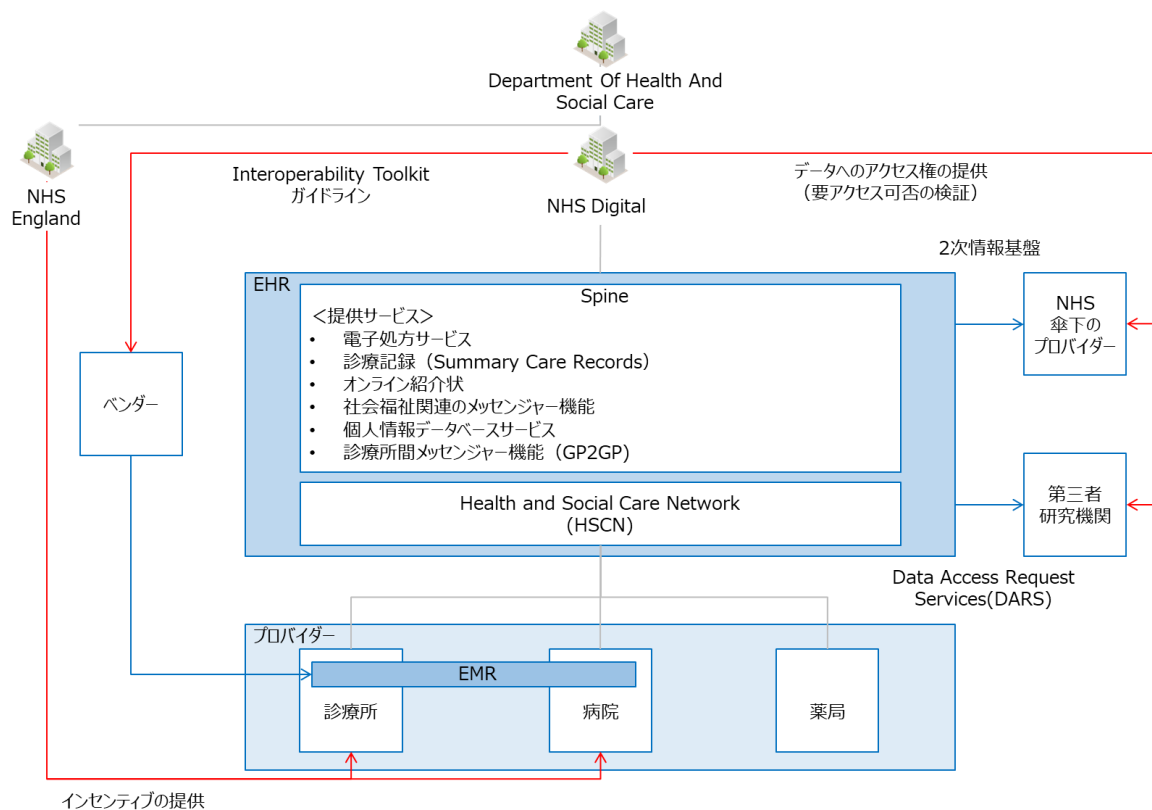 Department Of Health And
Social Care
NHS
England
Interoperability Toolkit
ガイドライン
NHS Digital
データへのアクセス権の提供
（要アクセス可否の検証）
2次情報基盤
EHR
Spine
＜提供サービス＞
• 電子処方サービス
• 診療記録（Summary Care Records）
• オンライン紹介状
• 社会福祉関連のメッセンジャー機能
• 個人情報データベースサービス
• 診療所間メッセンジャー機能（GP2GP)
NHS
傘下の
プロバイダー
ベンダー
Health and Social Care Network
(HSCN)
第三者
研究機関
Data Access Request
Services(DARS)
プロバイダー
EMR
診療所
病院
薬局
インセンティブの提供